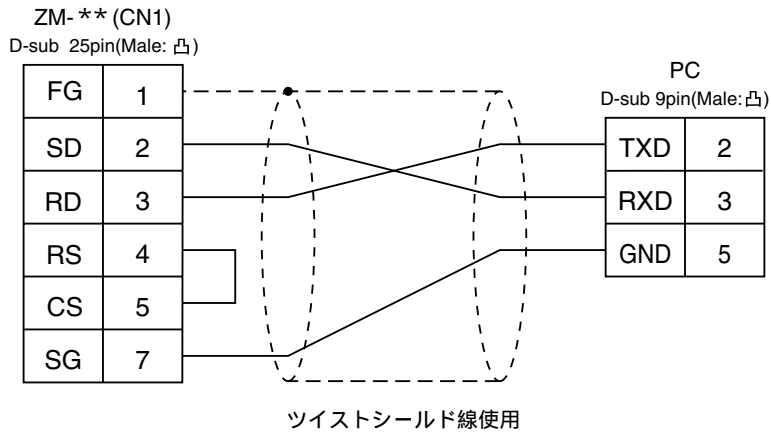 ZM-** (CN1)
D-sub 25pin(Male: 凸)
FG 1
SD 2
RD 3
RS 4
CS 5
SG 7
PC
D-sub 9pin(Male:凸)
TXD 2
RXD 3
GND 5
ツイストシールド線使用